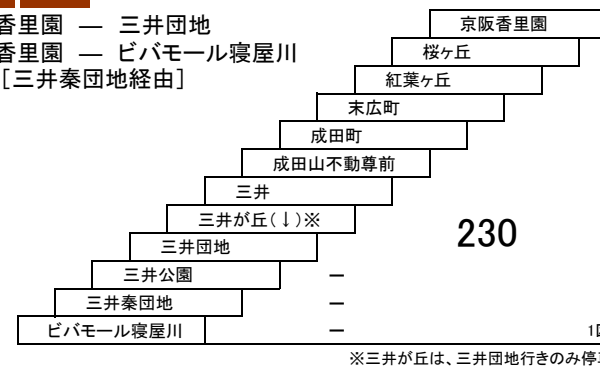 香里園 ― 三井団地
香里園 ― ビバモール寝屋川
［三井秦団地経由］
京阪香里園
桜ヶ丘
紅葉ヶ丘
末広町
成田町
成田山不動尊前
三井
三井が丘（↓）※
230
三井団地
三井公園 －
三井秦団地 －
ビバモール寝屋川 －
※三井が丘は、三井団地行きのみ停